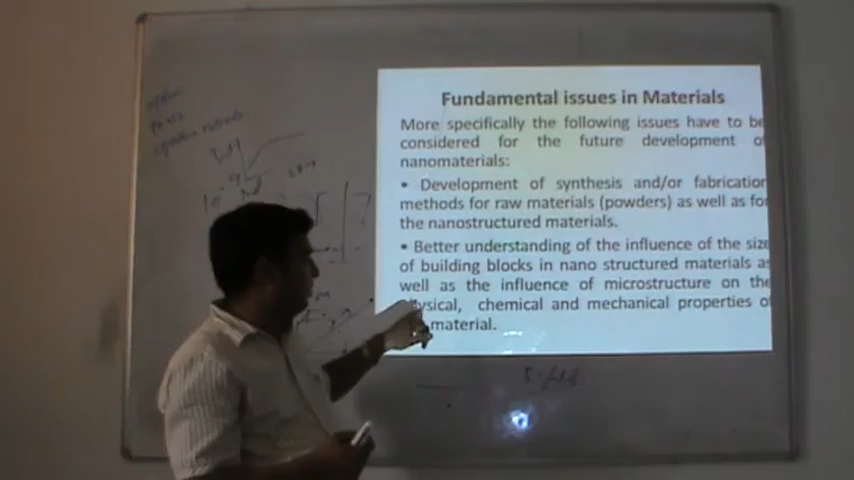 Fundamental issues in Materials
More specifically the following issues have to be
considered for the future development of
nanomaterials:
• Development of synthesis and/or fabrication
methods for raw materials (powders) as well as for
the nanostructured materials.
• Better understanding of the influence of the size
of building blocks in nano structured materials as
well as the influence of microstructure on the
physical, chemical and mechanical properties of
material.